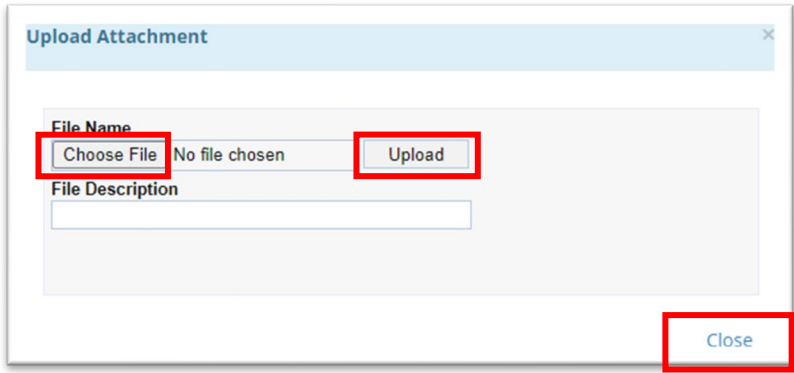 Upload Attachment ×
File Name
Choose File No file chosen Upload
File Description
Close